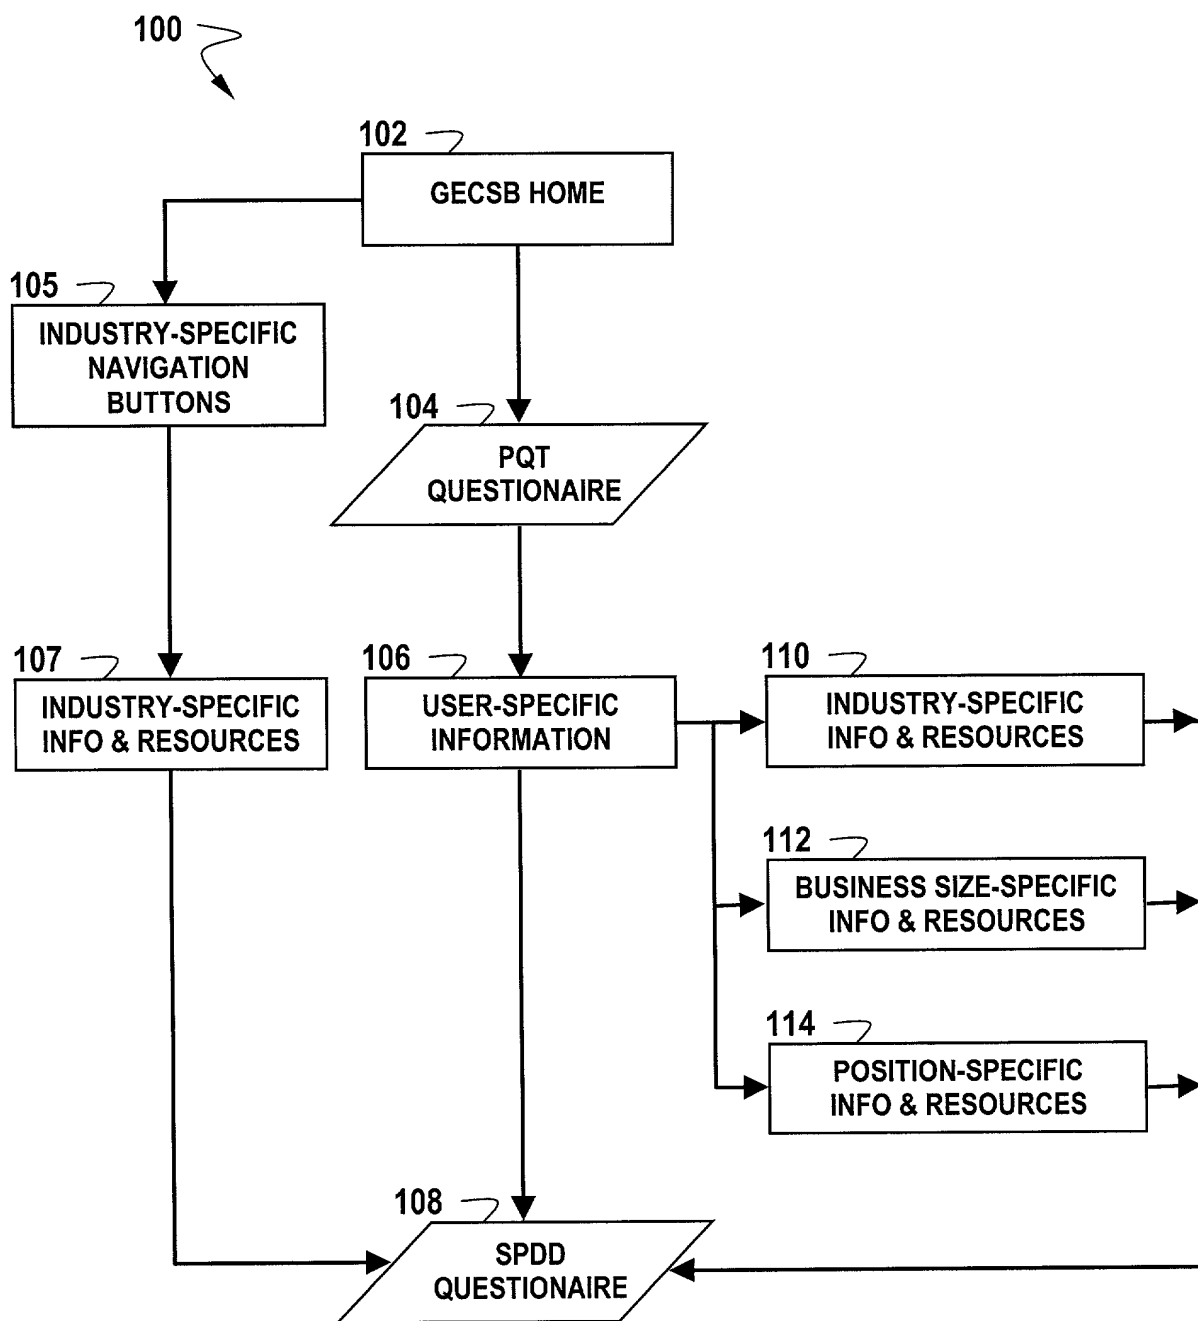 100
102
GECSB HOME
105
INDUSTRY-SPECIFIC
NAVIGATION
BUTTONS
104
PQT
QUESTIONAIRE
107
INDUSTRY-SPECIFIC
INFO & RESOURCES
106
USER-SPECIFIC
INFORMATION
110
INDUSTRY-SPECIFIC
INFO & RESOURCES
112
BUSINESS SIZE-SPECIFIC
INFO & RESOURCES
114
POSITION-SPECIFIC
INFO & RESOURCES
108
SPDD
QUESTIONAIRE